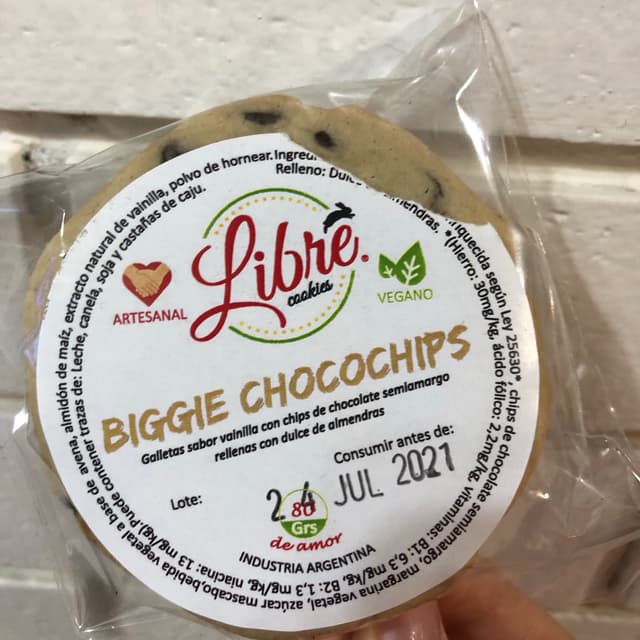 Ingredi
Relleno: Dulce
almendras.
riquecida según Ley 25630*, chips de chocolate semiamargo, margarina vegetal, azúcar mascabo, bebida vegetal a base de avena, almidón de maíz, extracto natural de vainilla, polvo de hornear.
*(Hierro: 30mg/kg, ácido fólico: 2,2mg/kg, vitaminas: B1: 6,3 mg/kg, B2: 1,3 mg/kg, niacina: 13 mg/kg).Puede contener trazas de: Leche, canela, soja y castañas de caju.
Libre.
cookies
ARTESANAL
VEGANO
BIGGIE CHOCOCHIPS
Galletas sabor vainilla con chips de chocolate semiamargo
rellenas con dulce de almendras
Consumir antes de:
Lote:
24 JUL 2021
80
Grs
de amor
INDUSTRIA ARGENTINA